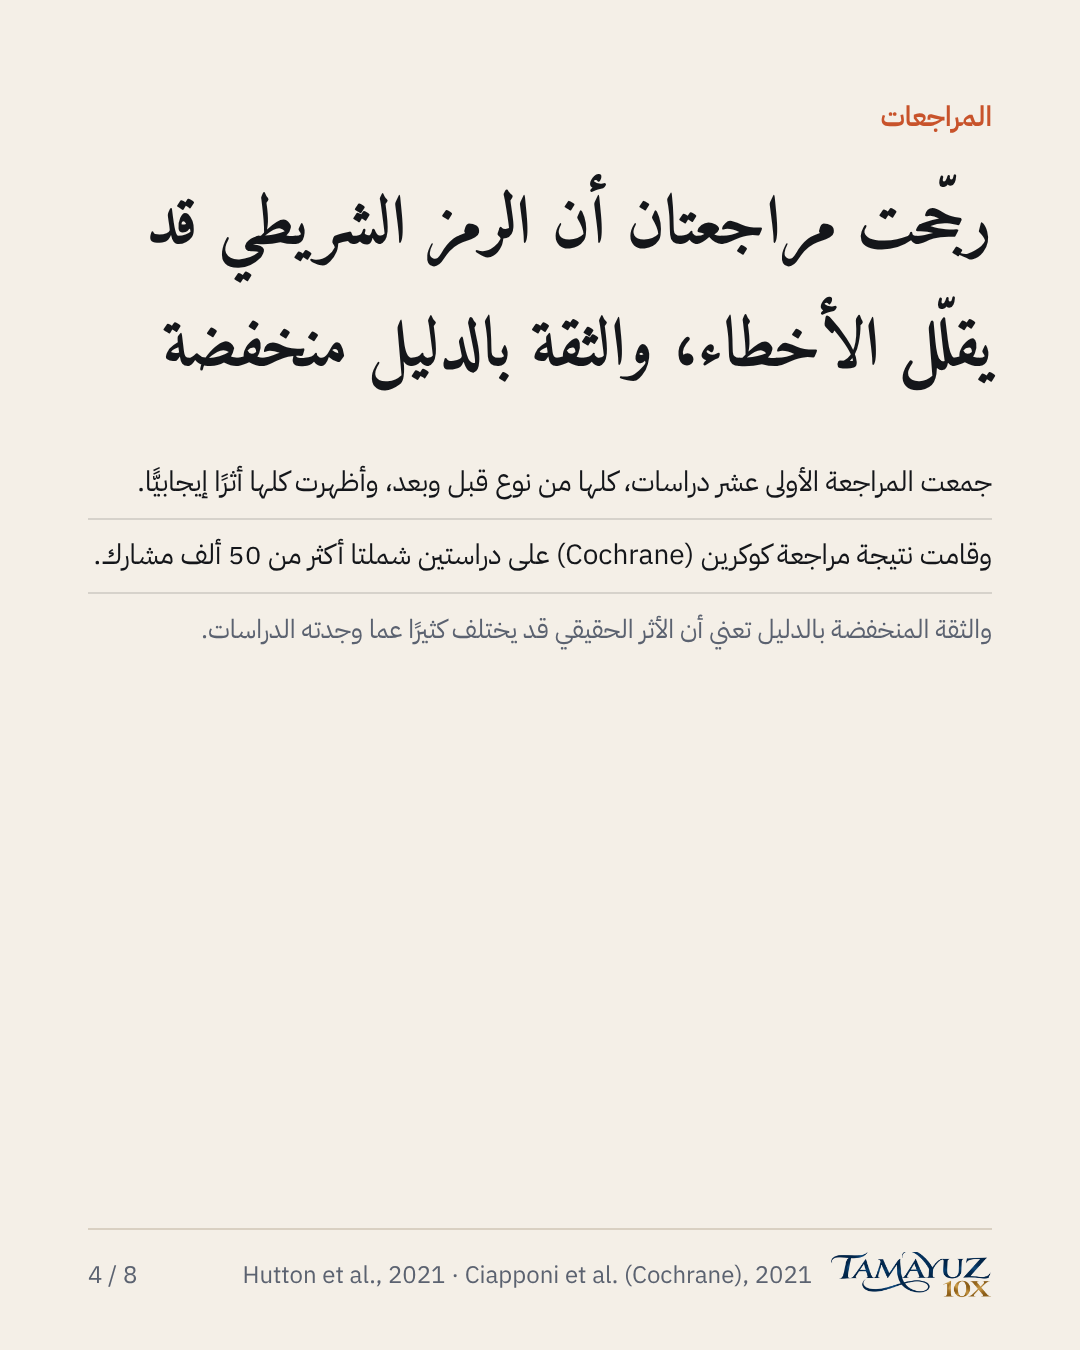 المراجعات
رجّحت مراجعتان أن الرمز الشريطي قد
يقلّل الأخطاء، والثقة بالدليل منخفضة
جمعت المراجعة الأولى عشر دراسات، كلها من نوع قبل وبعد، وأظهرت كلها أثرًا إيجابيًّا.
وقامت نتيجة مراجعة كوكرين (Cochrane) على دراستين شملتا أكثر من 50 ألف مشارك.
والثقة المنخفضة بالدليل تعني أن الأثر الحقيقي قد يختلف كثيرًا عما وجدته الدراسات.
TAMAYUZ
10X
Hutton et al., 2021 · Ciapponi et al. (Cochrane), 2021
4 / 8